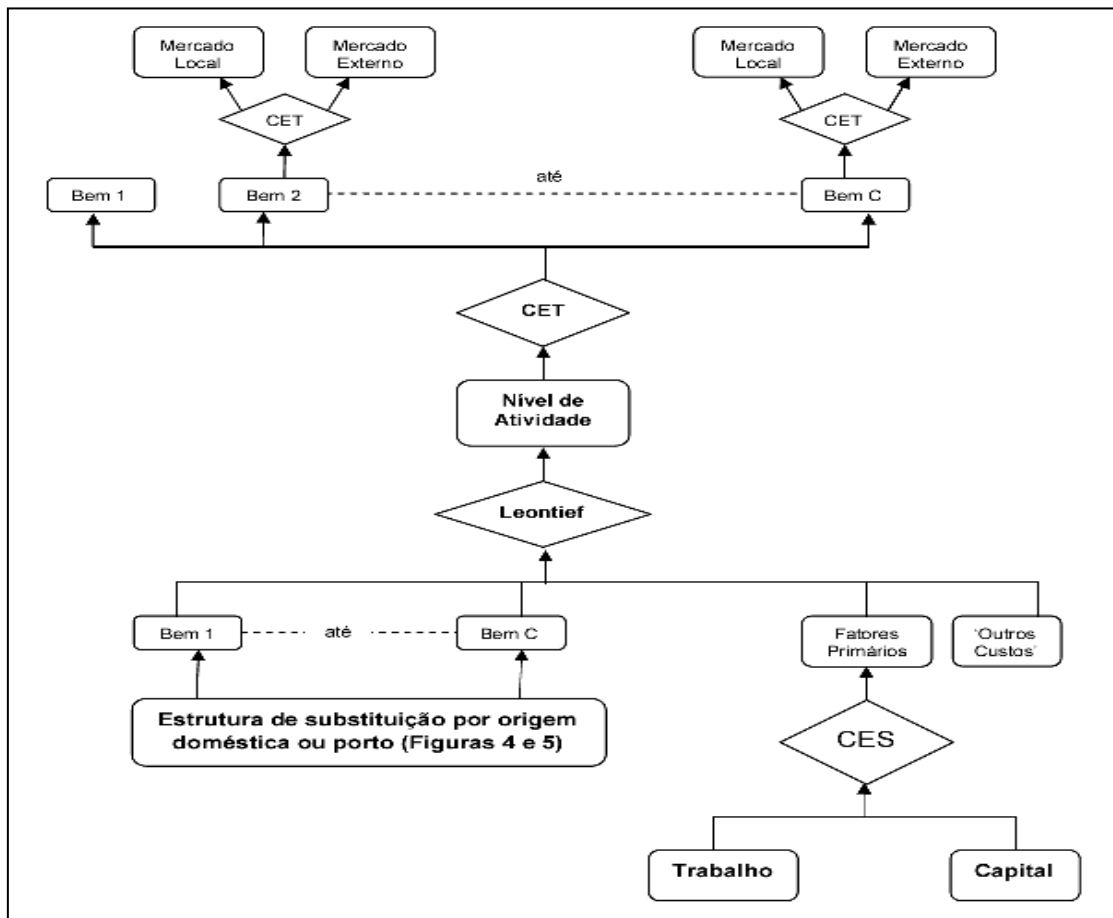 Mercado
Local
Mercado
Externo
Mercado
Local
Mercado
Externo
CET
CET
Bem 1
Bem 2
até
Bem C
CET
Nível de
Atividade
Leontief
Bem 1
até
Bem C
Fatores
Primários
‘Outros
Custos’
Estrutura de substituição por origem
doméstica ou porto (Figuras 4 e 5)
CES
Trabalho
Capital